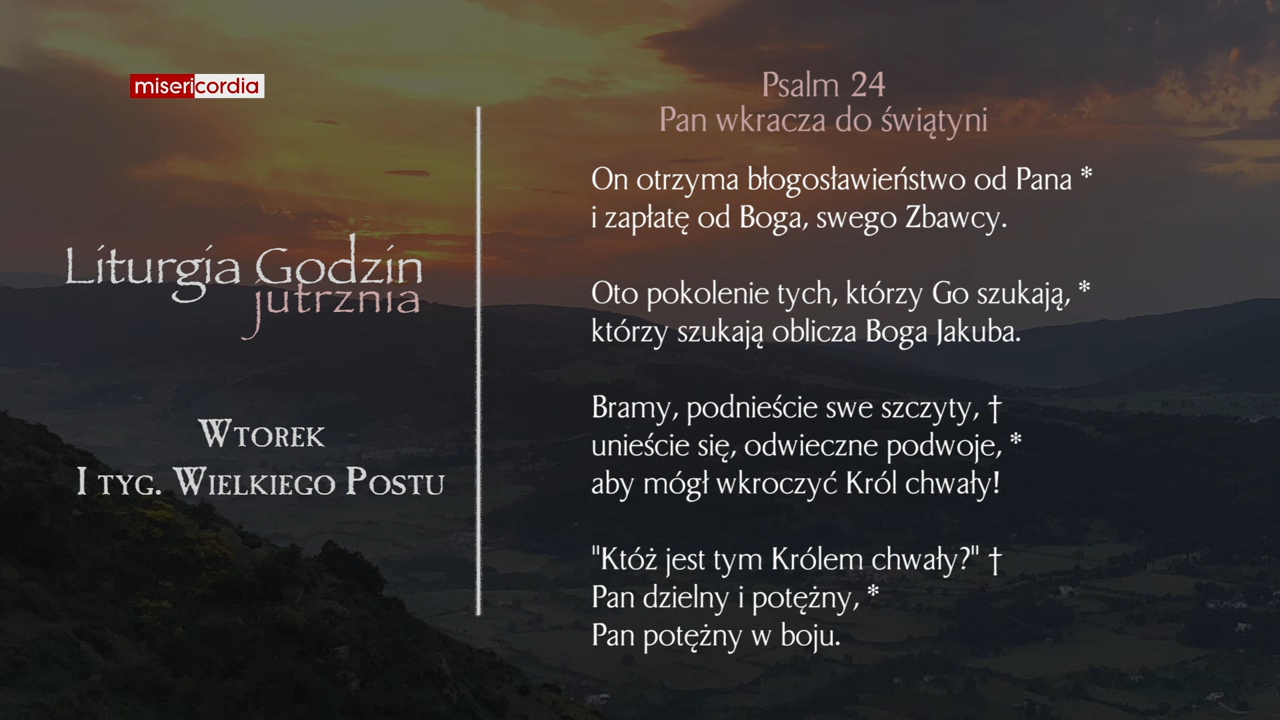 misericordia
Liturgia Godzin
jutrznia
Wtorek
I tyg. Wielkiego Postu
Psalm 24
Pan wkracza do świątyni
On otrzyma błogosławieństwo od Pana *
i zapłatę od Boga, swego Zbawcy.
Oto pokolenie tych, którzy Go szukają, *
którzy szukają oblicza Boga Jakuba.
Bramy, podnieście swe szczyty, †
unieście się, odwieczne podwoje, *
aby mógł wkroczyć Król chwały!
"Któż jest tym Królem chwały?" †
Pan dzielny i potężny, *
Pan potężny w boju.